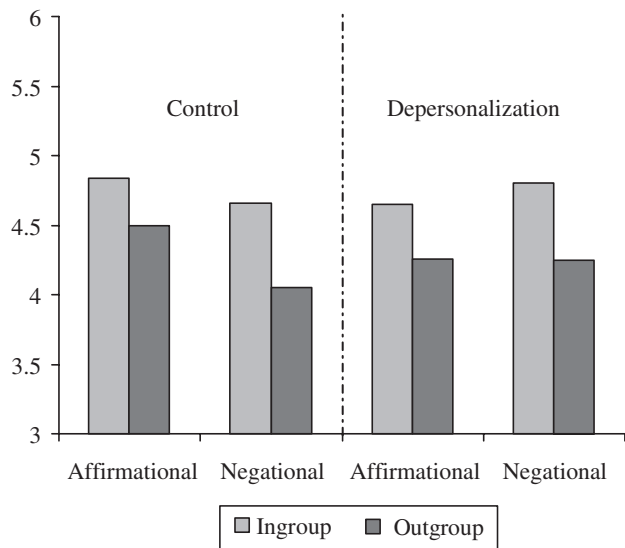 6
5.5
Control Depersonalization
5
4.5
4
3.5
3
Affirmational Negational Affirmational Negational
Ingroup Outgroup